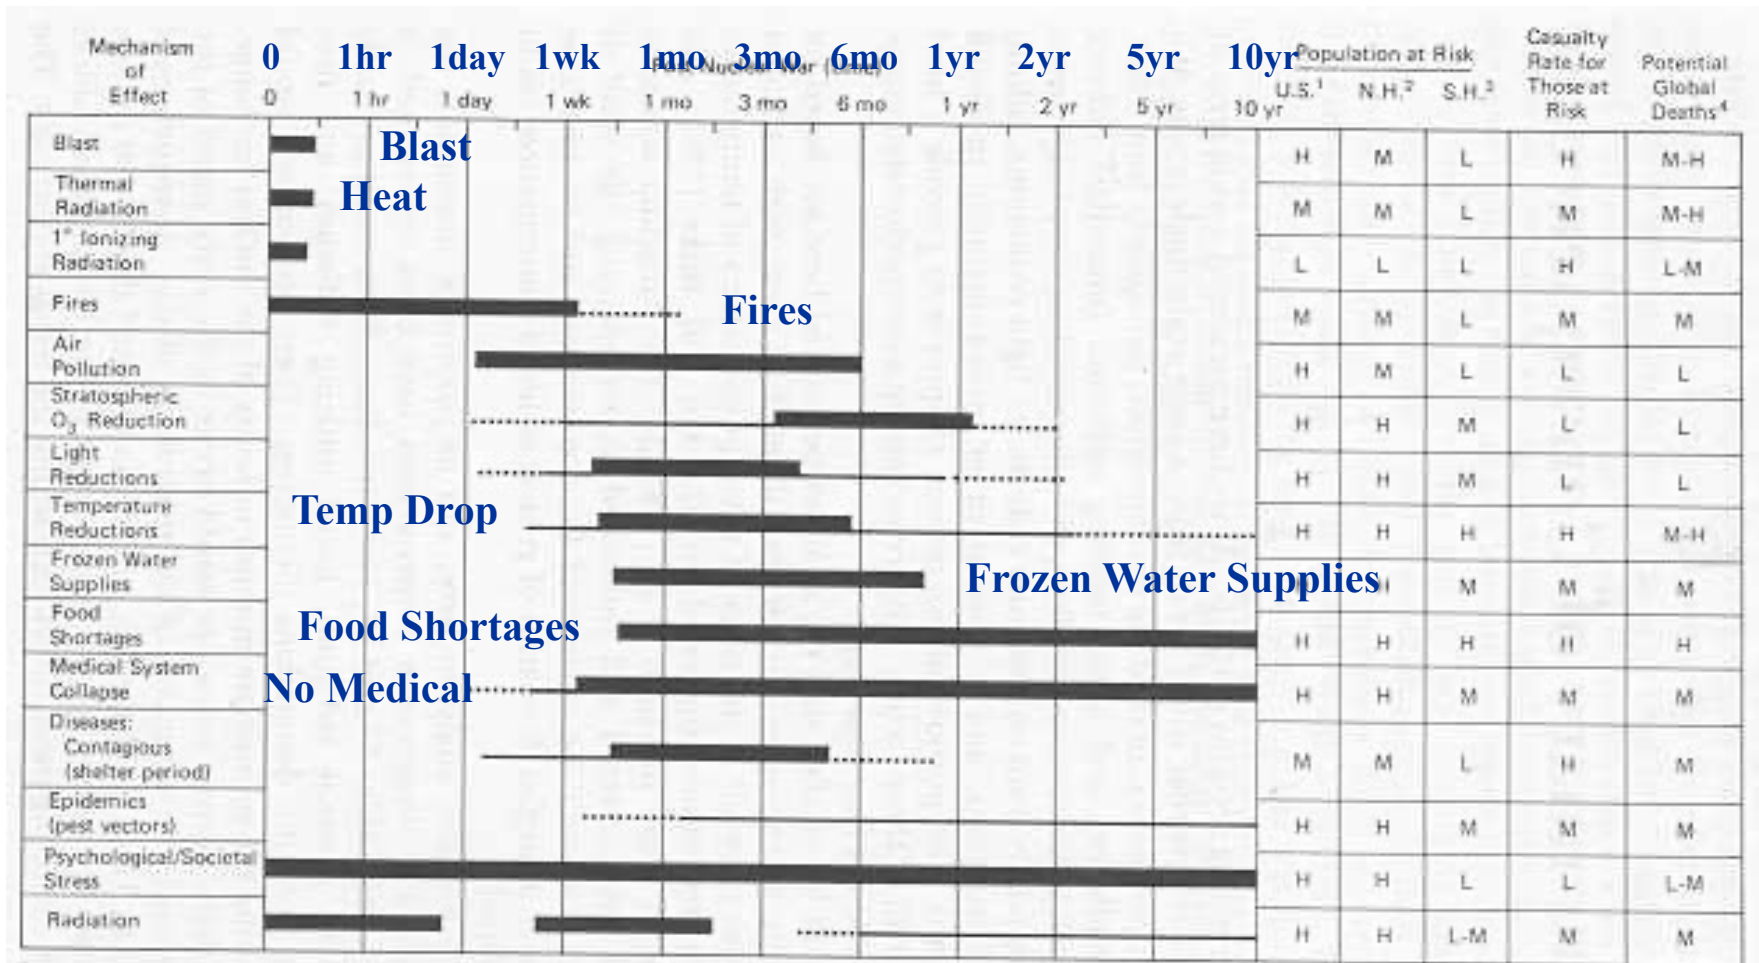 Mechanism
of
Effect
0 1hr 1day 1wk 1mo 3mo 6mo 1yr 2yr 5yr 10yr
Post Nuclear War
0 1 hr 1 day 1 wk 1 mo 3 mo 6 mo 1 yr 2 yr 5 yr 10 yr
Population at Risk
U.S.¹ N.H.² S.H.³
Casualty
Rate for
Those at
Risk
Potential
Global
Deaths⁴
Blast
Blast
H M L H M-H
Thermal
Radiation
Heat
M M L M M-H
1° Ionizing
Radiation
L L L H L-M
Fires
Fires
M M L M M
Air
Pollution
H M L L L
Stratospheric
O₃ Reduction
H H M L L
Light
Reductions
H H M L L
Temperature
Reductions
Temp Drop
H H H H M-H
Frozen Water
Supplies
Frozen Water Supplies
H M M M
Food
Shortages
Food Shortages
H H H H H
Medical System
Collapse
No Medical
H H M M M
Diseases:
Contagious
(shelter period)
M M L H M
Epidemics
(pest vectors)
H H M M M
Psychological/Societal
Stress
H H L L L-M
Radiation
H H L-M M M